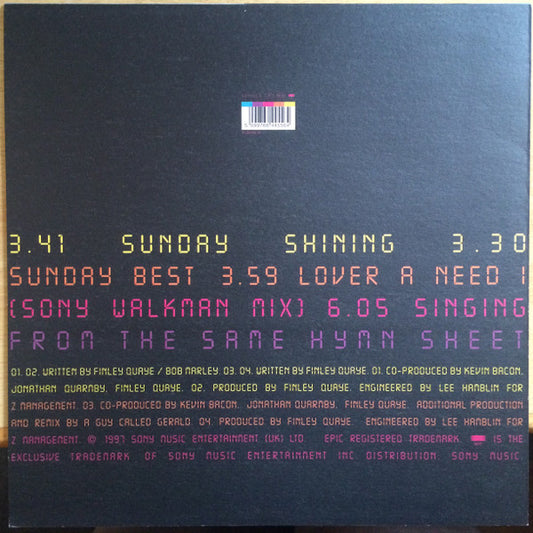 3.41 SUNDAY SHINING 3.30
SUNDAY BEST 3.59 LOVER A NEED I
(SONY WALKMAN MIX) 6.05 SINGING
FROM THE SAME HYMN SHEET
01. 02. WRITTEN BY FINLEY QUAYE / BOB MARLEY. 03. 04. WRITTEN BY FINLEY QUAYE. 01. CO-PRODUCED BY KEVIN BACON,
JONATHAN QUARMBY, FINLEY QUAYE. 02. PRODUCED BY FINLEY QUAYE. ENGINEERED BY LEE HAMBLIN FOR
Z MANAGEMENT. 03. CO-PRODUCED BY KEVIN BACON, JONATHAN QUARMBY, FINLEY QUAYE. ADDITIONAL PRODUCTION
AND REMIX BY A GUY CALLED GERALD. 04. PRODUCED BY FINLEY QUAYE. ENGINEERED BY LEE HAMBLIN FOR
Z MANAGEMENT. © 1997 SONY MUSIC ENTERTAINMENT (UK) LTD. EPIC REGISTERED TRADEMARK. IS THE
EXCLUSIVE TRADEMARK OF SONY MUSIC ENTERTAINMENT INC. DISTRIBUTION. SONY MUSIC.